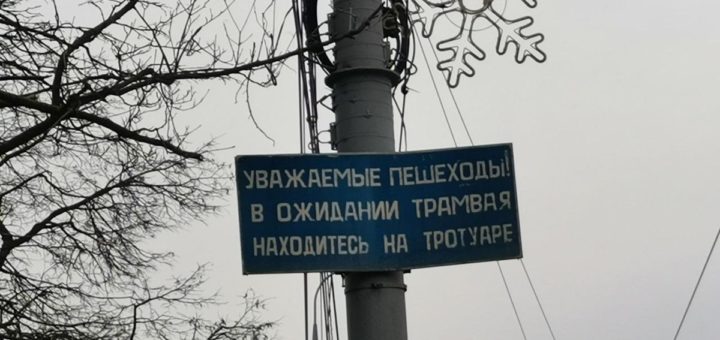 УВАЖАЕМЫЕ ПЕШЕХОДЫ!
В ОЖИДАНИИ ТРАМВАЯ
НАХОДИТЕСЬ НА ТРОТУАРЕ